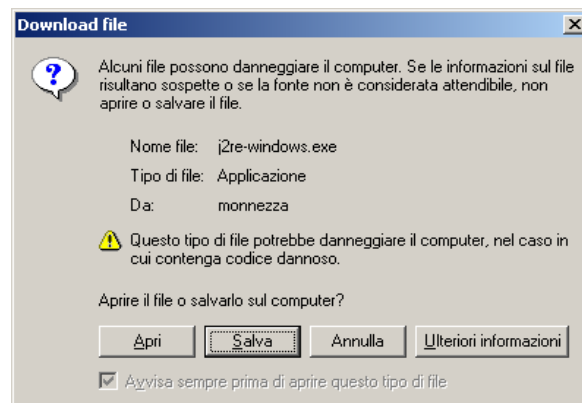 Download file
Alcuni file possono danneggiare il computer. Se le informazioni sul file
risultano sospette o se la fonte non è considerata attendibile, non
aprire o salvare il file.
Nome file: j2re-windows.exe
Tipo di file: Applicazione
Da: monnezza
Questo tipo di file potrebbe danneggiare il computer, nel caso in
cui contenga codice dannoso.
Aprire il file o salvarlo sul computer?
Apri Salva Annulla Ulteriori informazioni
Avvisa sempre prima di aprire questo tipo di file